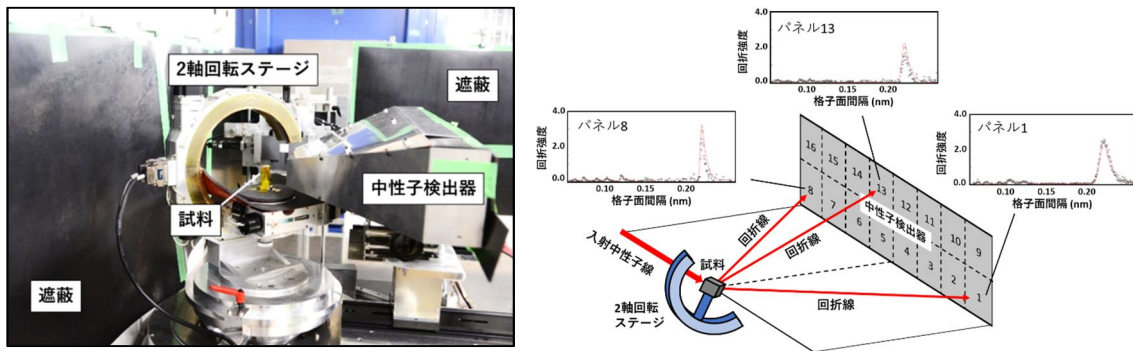 2軸回転ステージ
遮蔽
中性子検出器
試料
遮蔽
パネル13
4.0
2.0
0.0
回折強度
0.10
0.15
0.20
格子面間隔 (nm)
パネル8
4.0
2.0
0.0
回折強度
0.10
0.15
0.20
格子面間隔 (nm)
パネル1
4.0
2.0
0.0
回折強度
0.10
0.15
0.20
格子面間隔 (nm)
16
15
14
13
12
11
10
9
中性子検出器
8
7
6
5
4
3
2
1
入射中性子線
回折線
回折線
回折線
試料
2軸回転
ステージ